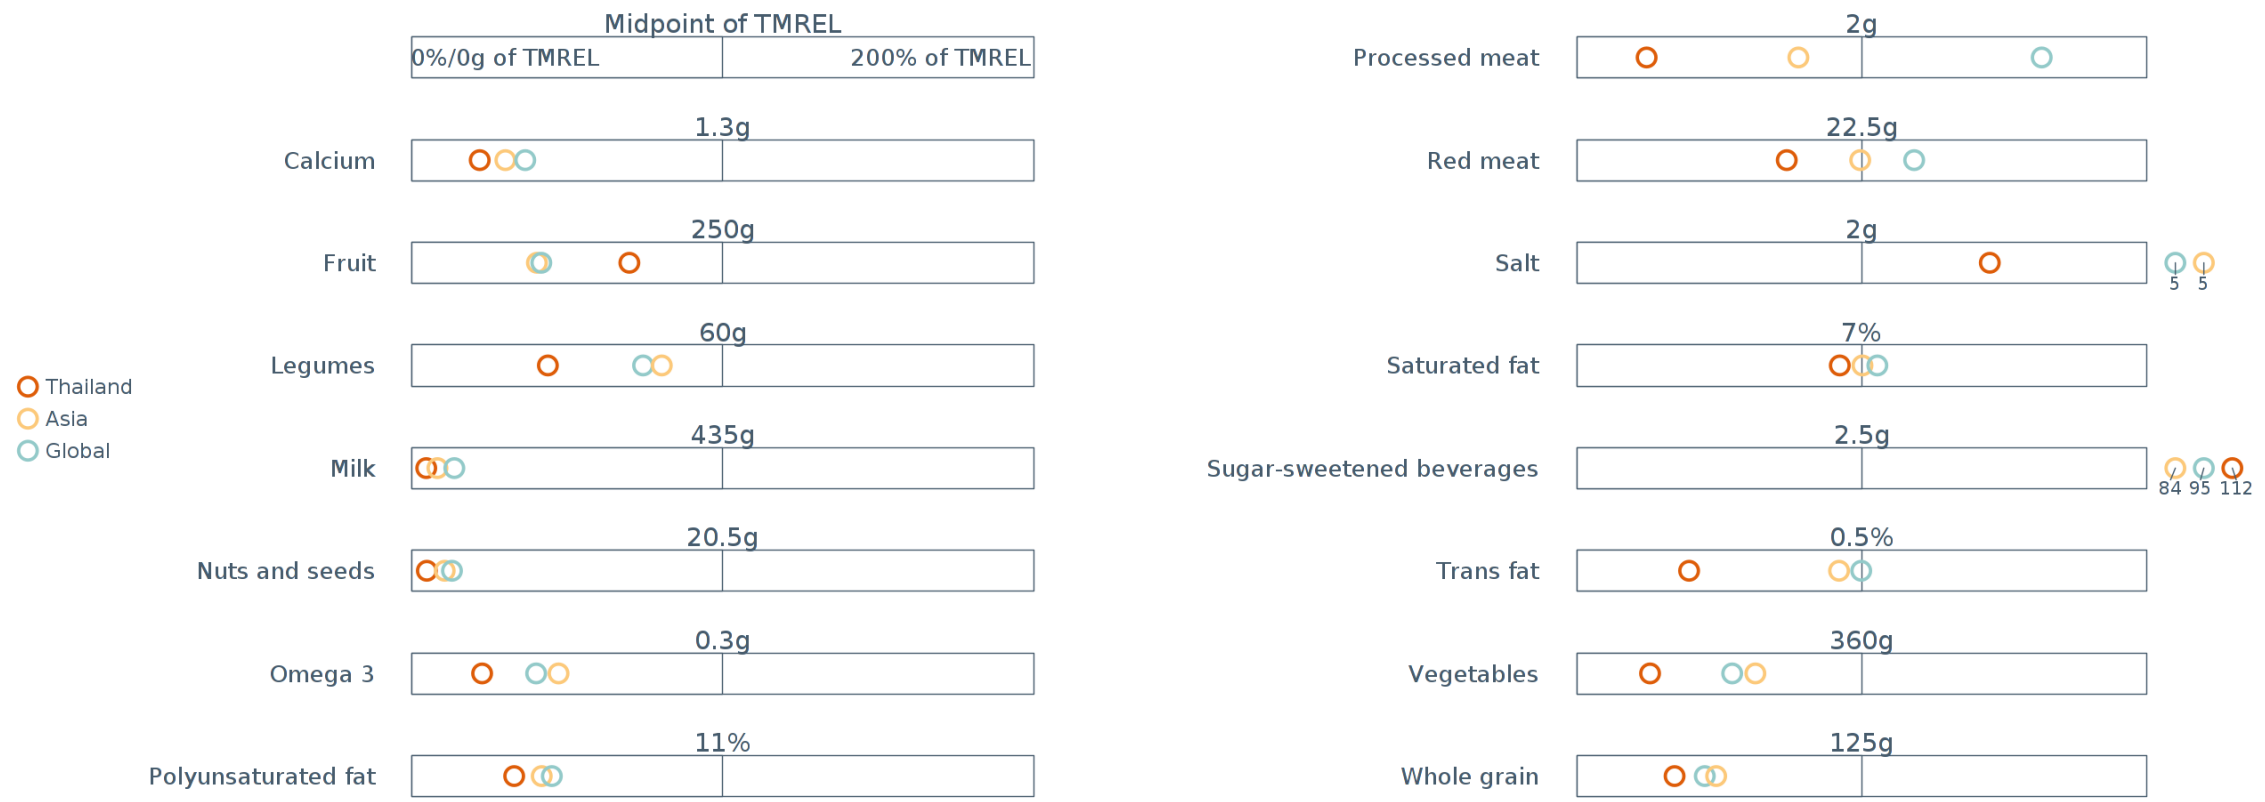 Midpoint of TMREL
0%/0g of TMREL
200% of TMREL
Calcium
1.3g
Fruit
250g
Legumes
60g
Milk
435g
Nuts and seeds
20.5g
Omega 3
0.3g
Polyunsaturated fat
11%
Thailand
Asia
Global
Processed meat
2g
Red meat
22.5g
Salt
2g
5 5
Saturated fat
7%
Sugar-sweetened beverages
2.5g
84 95 112
Trans fat
0.5%
Vegetables
360g
Whole grain
125g